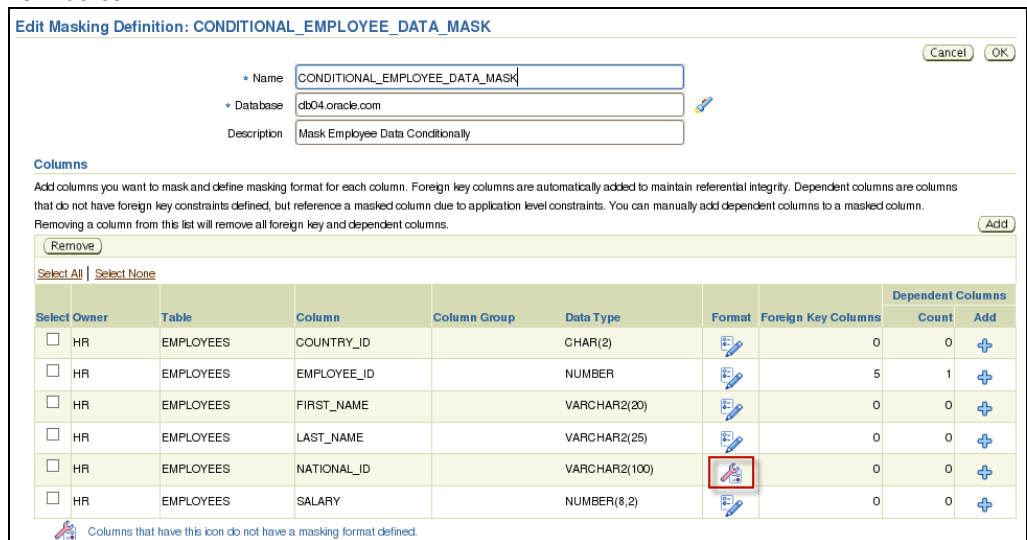 Edit Masking Definition: CONDITIONAL_EMPLOYEE_DATA_MASK
Cancel OK
* Name CONDITIONAL_EMPLOYEE_DATA_MASK
* Database db04.oracle.com
Description Mask Employee Data Conditionally
Columns
Add columns you want to mask and define masking format for each column. Foreign key columns are automatically added to maintain referential integrity. Dependent columns are columns
that do not have foreign key constraints defined, but reference a masked column due to application level constraints. You can manually add dependent columns to a masked column.
Removing a column from this list will remove all foreign key and dependent columns.
Add
Remove
Select All | Select None
Dependent Columns
Select Owner Table Column Column Group Data Type Format Foreign Key Columns Count Add
HR EMPLOYEES COUNTRY_ID CHAR(2) 0 0
HR EMPLOYEES EMPLOYEE_ID NUMBER 5 1
HR EMPLOYEES FIRST_NAME VARCHAR2(20) 0 0
HR EMPLOYEES LAST_NAME VARCHAR2(25) 0 0
HR EMPLOYEES NATIONAL_ID VARCHAR2(100) 0 0
HR EMPLOYEES SALARY NUMBER(8,2) 0 0
Columns that have this icon do not have a masking format defined.